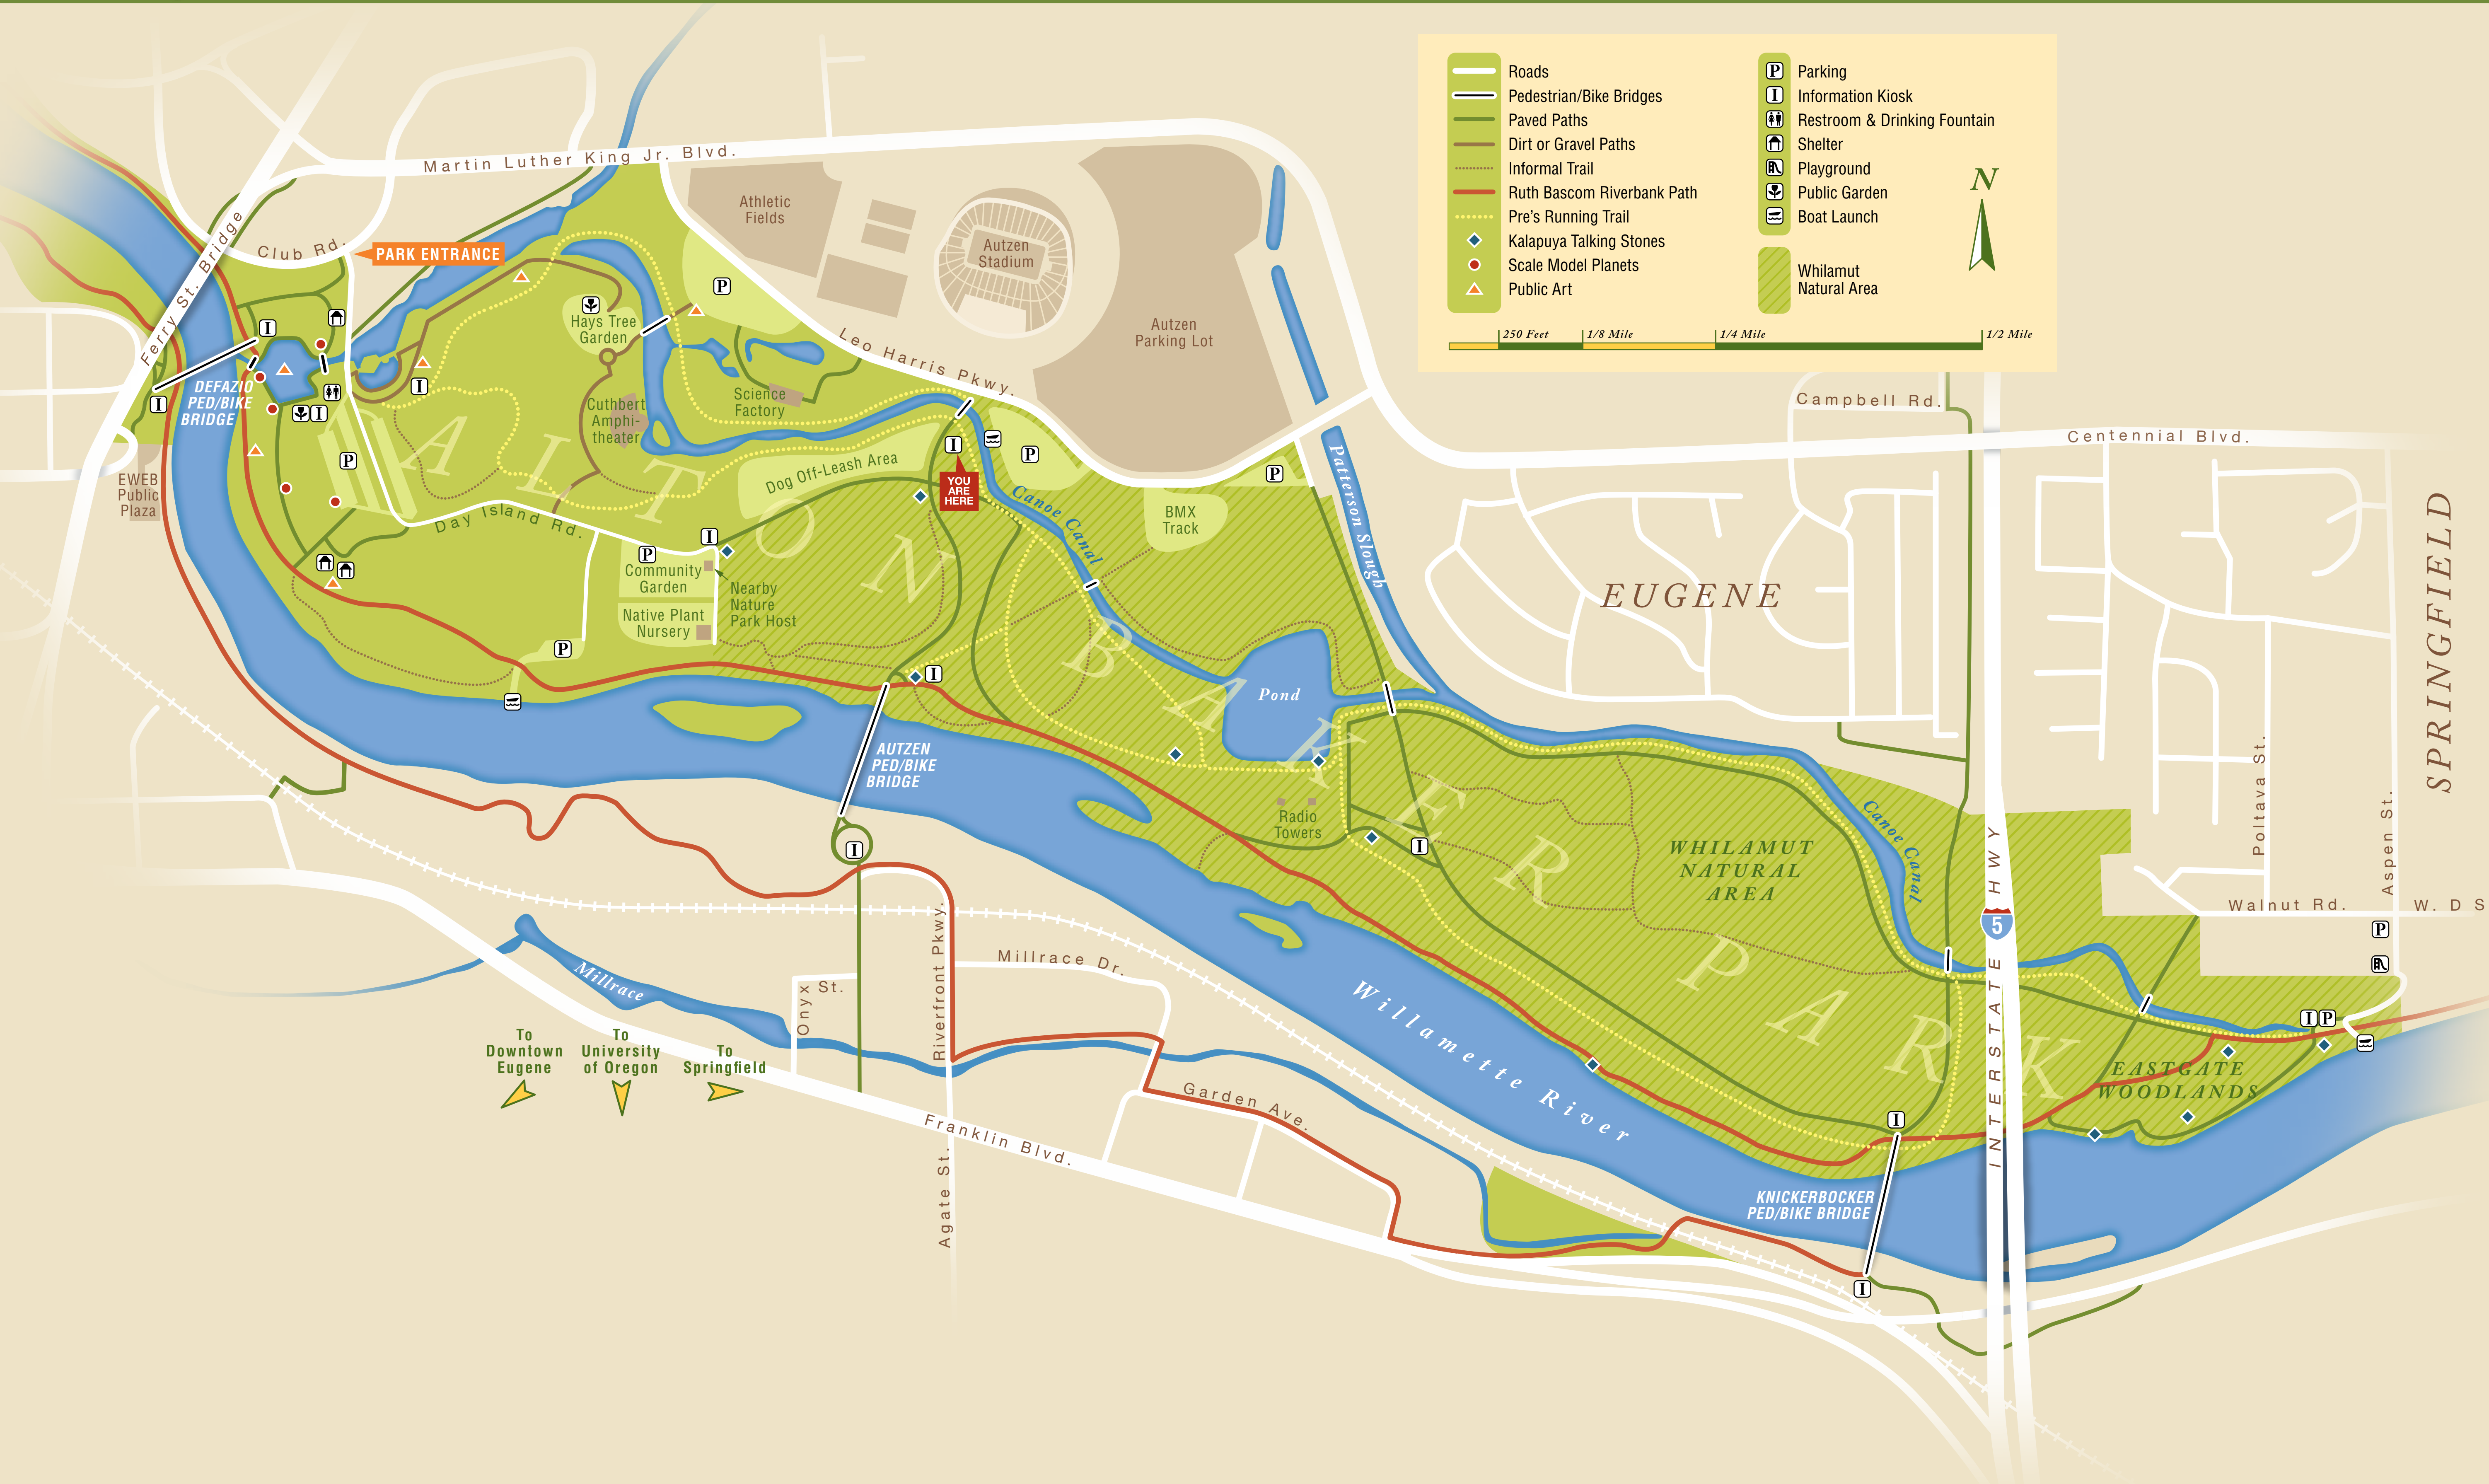 Roads
Pedestrian/Bike Bridges
Paved Paths
Dirt or Gravel Paths
Informal Trail
Ruth Bascom Riverbank Path
Pre's Running Trail
Kalapuya Talking Stones
Scale Model Planets
Public Art
P Parking
I Information Kiosk
Restroom & Drinking Fountain
Shelter
Playground
Public Garden
Boat Launch
Whilamut
Natural Area
N
250 Feet
1/8 Mile
1/4 Mile
1/2 Mile
Martin Luther King Jr. Blvd.
Ferry St. Bridge
Club Rd.
PARK ENTRANCE
Athletic
Fields
Autzen
Stadium
Autzen
Parking Lot
Leo Harris Pkwy.
P
I
Hays Tree
Garden
Science
Factory
Cuthbert
Amphi-
theater
DEFAZIO
PED/BIKE
BRIDGE
I
I
I
P
EWEB
Public
Plaza
Dog Off-Leash Area
I
YOU
ARE
HERE
P
P
Canoe Canal
BMX
Track
Patterson Slough
Day Island Rd.
I
P
Community
Garden
Native Plant
Nursery
Nearby
Nature
Park Host
P
I
ALTON BAKER PARK
Pond
AUTZEN
PED/BIKE
BRIDGE
I
Radio
Towers
I
WHILAMUT
NATURAL
AREA
Canoe Canal
Campbell Rd.
Centennial Blvd.
EUGENE
SPRINGFIELD
Poltava St.
Aspen St.
Walnut Rd.
W. D S
P
INTERSTATE 5 HWY
I P
EASTGATE
WOODLANDS
Willamette River
I
KNICKERBOCKER
PED/BIKE BRIDGE
I
Millrace
Onyx St.
Riverfront Pkwy.
Millrace Dr.
Garden Ave.
Franklin Blvd.
Agate St.
To
Downtown
Eugene
To
University
of Oregon
To
Springfield